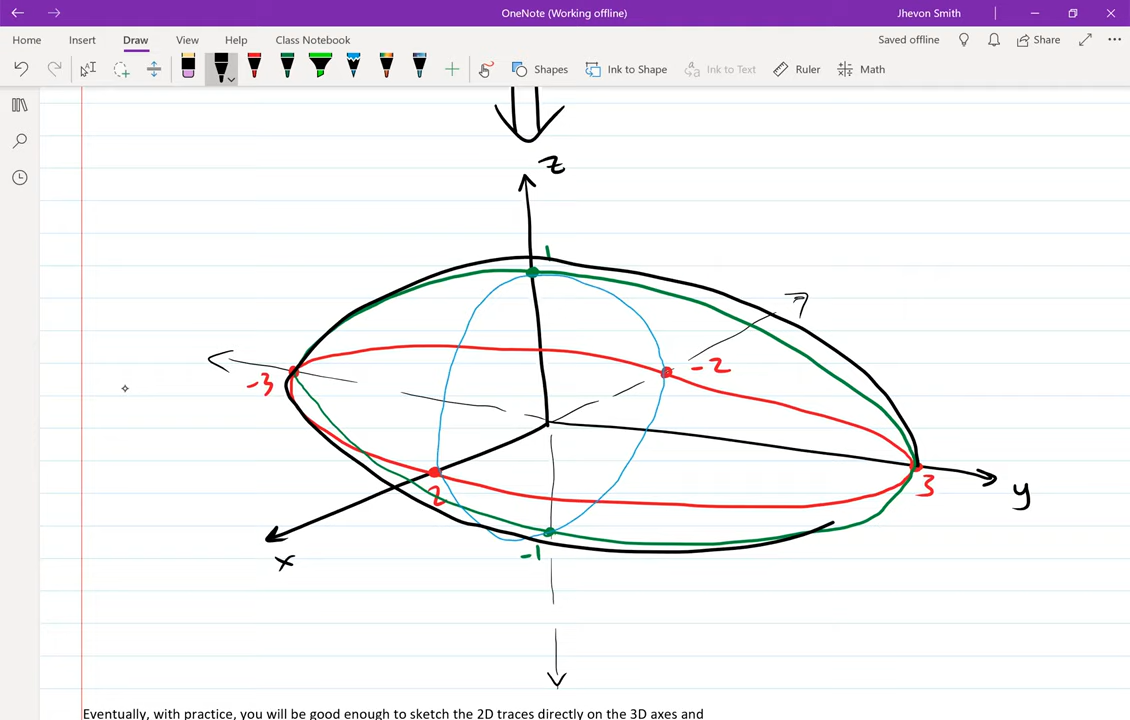 OneNote (Working offline)
Jhevon Smith
Home Insert Draw View Help Class Notebook
Saved offline
Share
Shapes
Ink to Shape
Ink to Text
Ruler
Math
z
1
-2
-3
3
2
y
-1
x
Eventually, with practice, you will be good enough to sketch the 2D traces directly on the 3D axes and